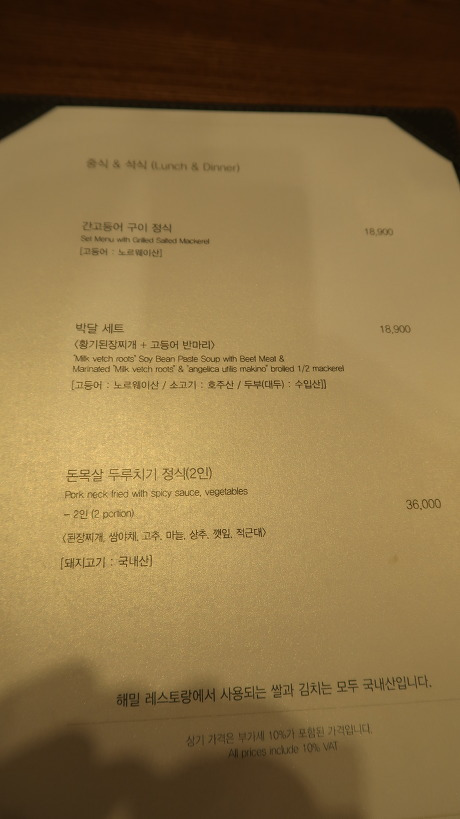 중식 & 석식 (Lunch & Dinner)
간고등어 구이 정식
18,900
Set Menu with Grilled Salted Mackerel
[고등어 : 노르웨이산]
박달 세트
18,900
<황기된장찌개 + 고등어 반마리>
"Milk vetch roots" Soy Bean Paste Soup with Beet Meat &
Marinated "Milk vetch roots" & "angelica utilis makino" broiled 1/2 mackerel
[고등어 : 노르웨이산 / 소고기 : 호주산 / 두부(대두) : 수입산]]
돈목살 두루치기 정식(2인)
Pork neck fried with spicy sauce, vegetables
- 2인 (2 portion)
36,000
<된장찌개, 쌈야채, 고추, 마늘, 상추, 깻잎, 적근대>
[돼지고기 : 국내산]
해밀 레스토랑에서 사용되는 쌀과 김치는 모두 국내산입니다.
상기 가격은 부가세 10%가 포함된 가격입니다.
All prices include 10% VAT